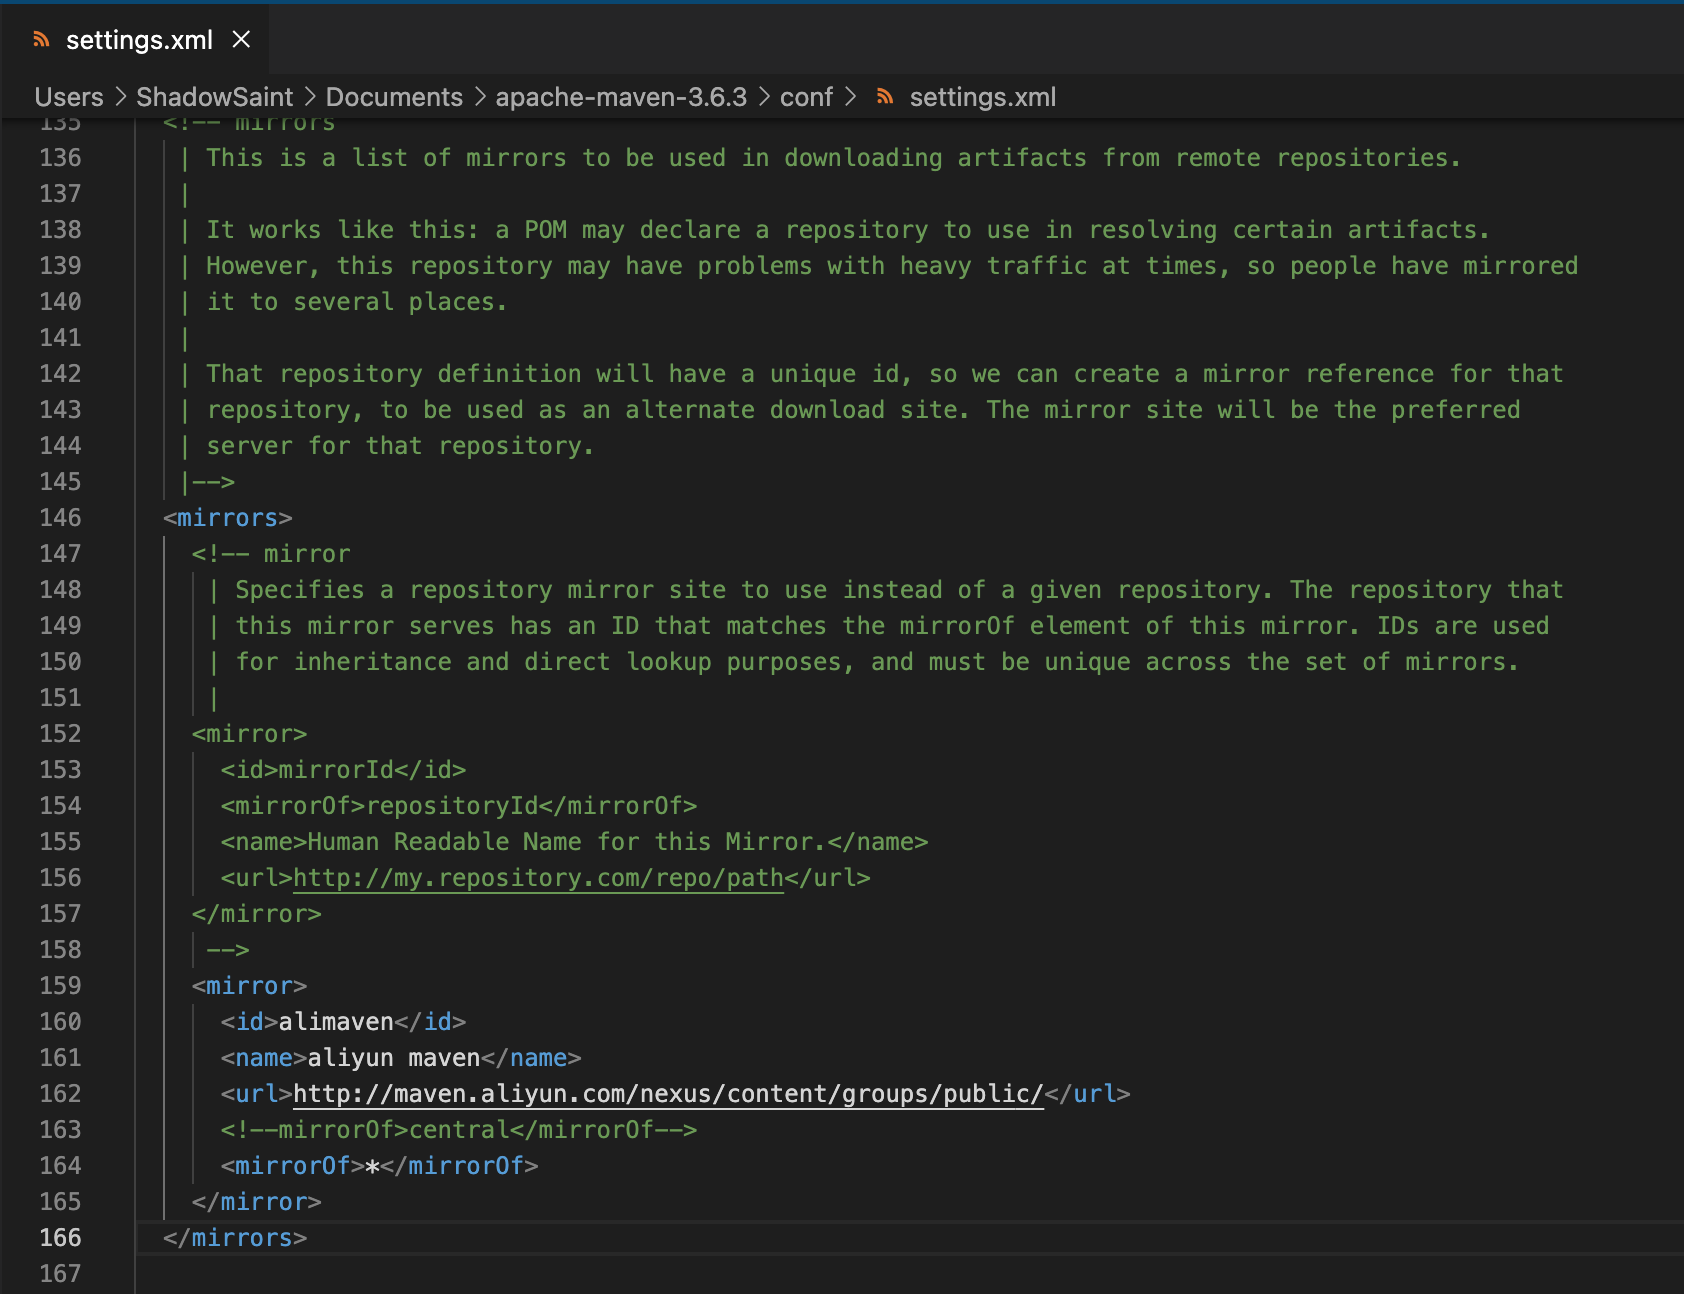 settings.xml
Users > ShadowSaint > Documents > apache-maven-3.6.3 > conf > settings.xml
135 <!-- mirrors
136 | This is a list of mirrors to be used in downloading artifacts from remote repositories.
137 |
138 | It works like this: a POM may declare a repository to use in resolving certain artifacts.
139 | However, this repository may have problems with heavy traffic at times, so people have mirrored
140 | it to several places.
141 |
142 | That repository definition will have a unique id, so we can create a mirror reference for that
143 | repository, to be used as an alternate download site. The mirror site will be the preferred
144 | server for that repository.
145 |-->
146 <mirrors>
147 <!-- mirror
148 | Specifies a repository mirror site to use instead of a given repository. The repository that
149 | this mirror serves has an ID that matches the mirrorOf element of this mirror. IDs are used
150 | for inheritance and direct lookup purposes, and must be unique across the set of mirrors.
151 |
152 <mirror>
153 <id>mirrorId</id>
154 <mirrorOf>repositoryId</mirrorOf>
155 <name>Human Readable Name for this Mirror.</name>
156 <url>http://my.repository.com/repo/path</url>
157 </mirror>
158 -->
159 <mirror>
160 <id>alimaven</id>
161 <name>aliyun maven</name>
162 <url>http://maven.aliyun.com/nexus/content/groups/public/</url>
163 <!--mirrorOf>central</mirrorOf-->
164 <mirrorOf>*</mirrorOf>
165 </mirror>
166 </mirrors>
167